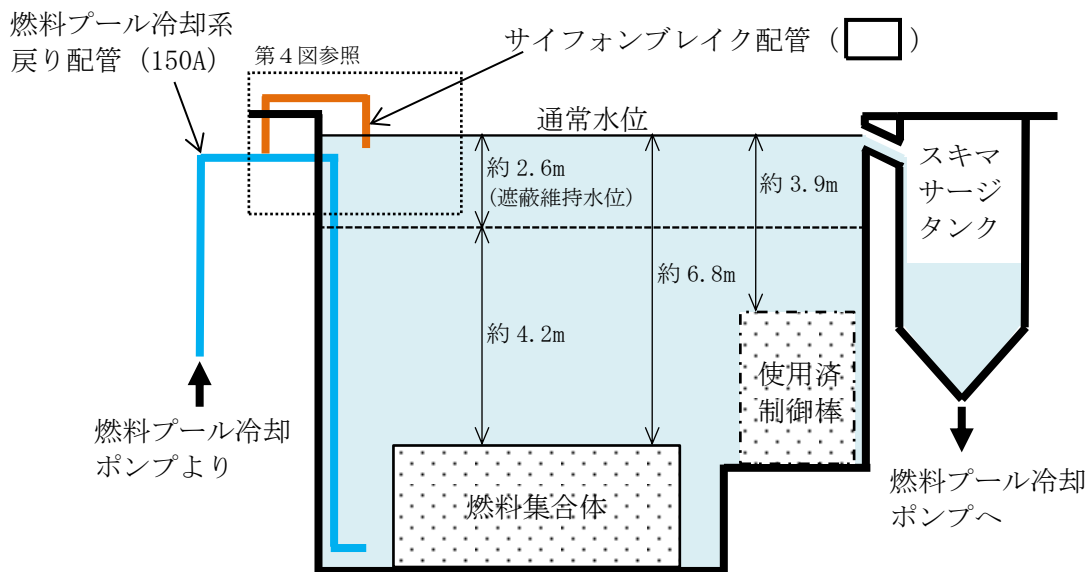 燃料プール冷却系
戻り配管 (150A)
第４図参照
サイフォンブレイク配管 (　　)
通常水位
約 2.6m
(遮蔽維持水位)
約 3.9m
スキマ
サージ
タンク
約 6.8m
約 4.2m
使用済
制御棒
燃料プール冷却
ポンプより
燃料集合体
燃料プール冷却
ポンプへ